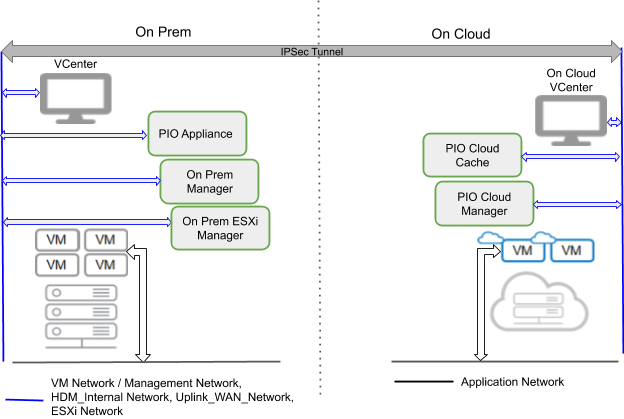 On Prem
On Cloud
IPSec Tunnel
VCenter
On Cloud
VCenter
PIO Appliance
PIO Cloud
Cache
On Prem
Manager
PIO Cloud
Manager
On Prem ESXi
Manager
VM VM
VM VM
VM VM
VM Network / Management Network,
HDM_Internal Network, Uplink_WAN_Network,
ESXi Network
Application Network